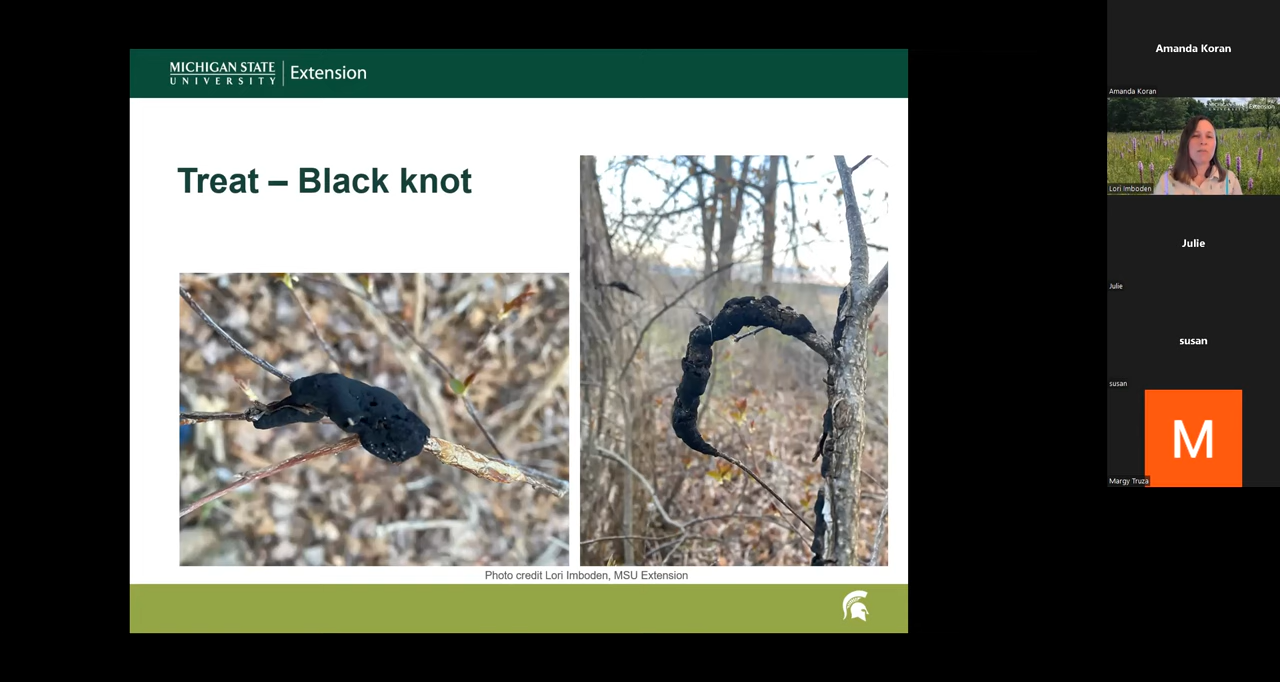 MICHIGAN STATE
UNIVERSITY
Extension
Treat – Black knot
Photo credit Lori Imboden, MSU Extension
Amanda Koran
Amanda Koran
Extension
Lori Imboden
Julie
Julie
susan
susan
M
Margy Truza